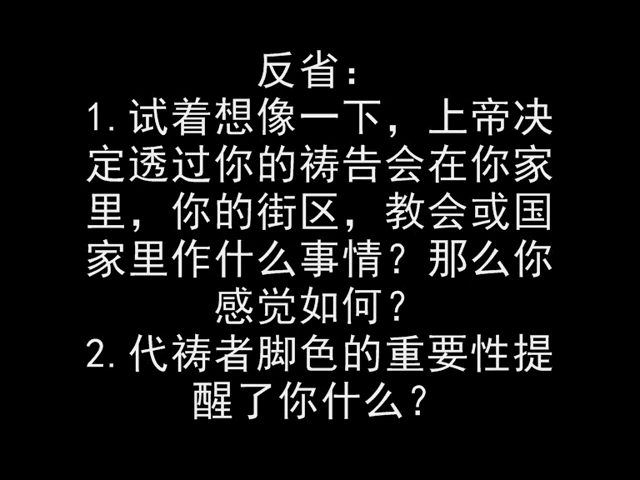 反省：
1.试着想像一下，上帝决
定透过你的祷告会在你家
里，你的街区，教会或国
家里作什么事情？那么你
感觉如何？
2.代祷者脚色的重要性提
醒了你什么？